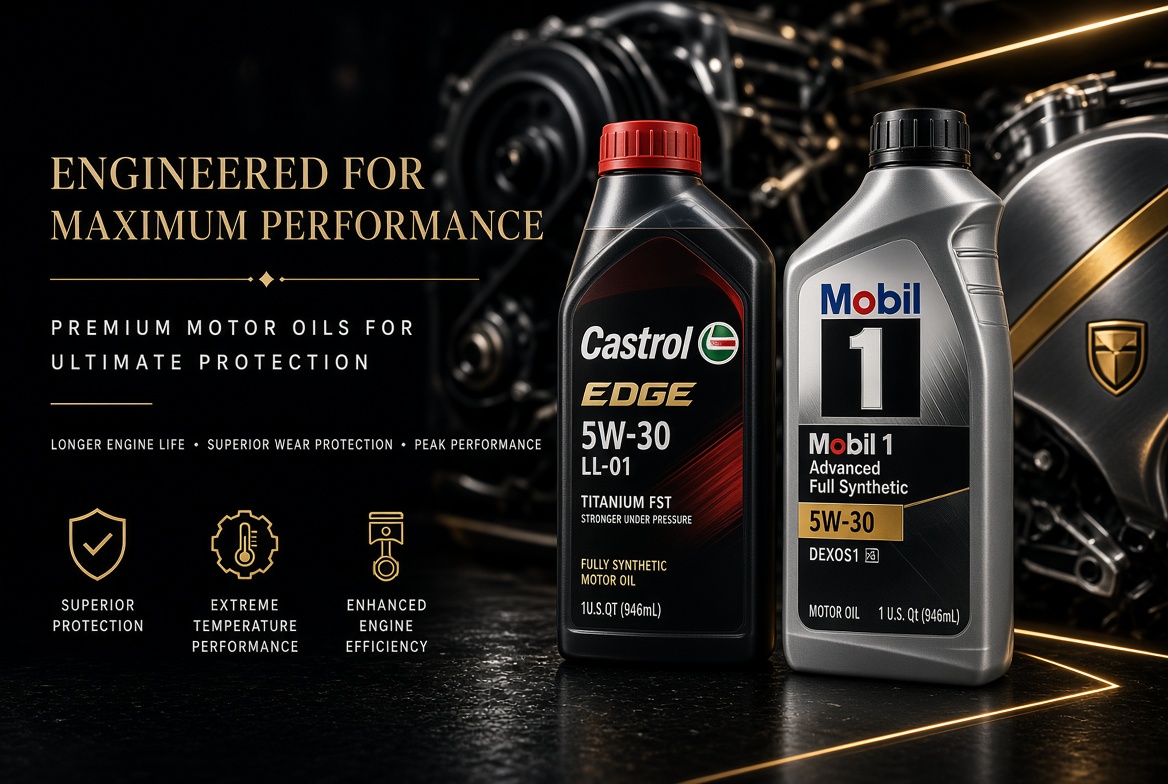 ENGINEERED FOR
MAXIMUM PERFORMANCE
PREMIUM MOTOR OILS FOR
ULTIMATE PROTECTION
LONGER ENGINE LIFE • SUPERIOR WEAR PROTECTION • PEAK PERFORMANCE
SUPERIOR
PROTECTION
EXTREME
TEMPERATURE
PERFORMANCE
ENHANCED
ENGINE
EFFICIENCY
Castrol
EDGE
5W-30
LL-01
TITANIUM FST
STRONGER UNDER PRESSURE
FULLY SYNTHETIC
MOTOR OIL
1U.S.QT (946mL)
Mobil
1
Mobil 1
Advanced
Full Synthetic
5W-30
DEXOS1
MOTOR OIL 1 U.S. Qt (946mL)